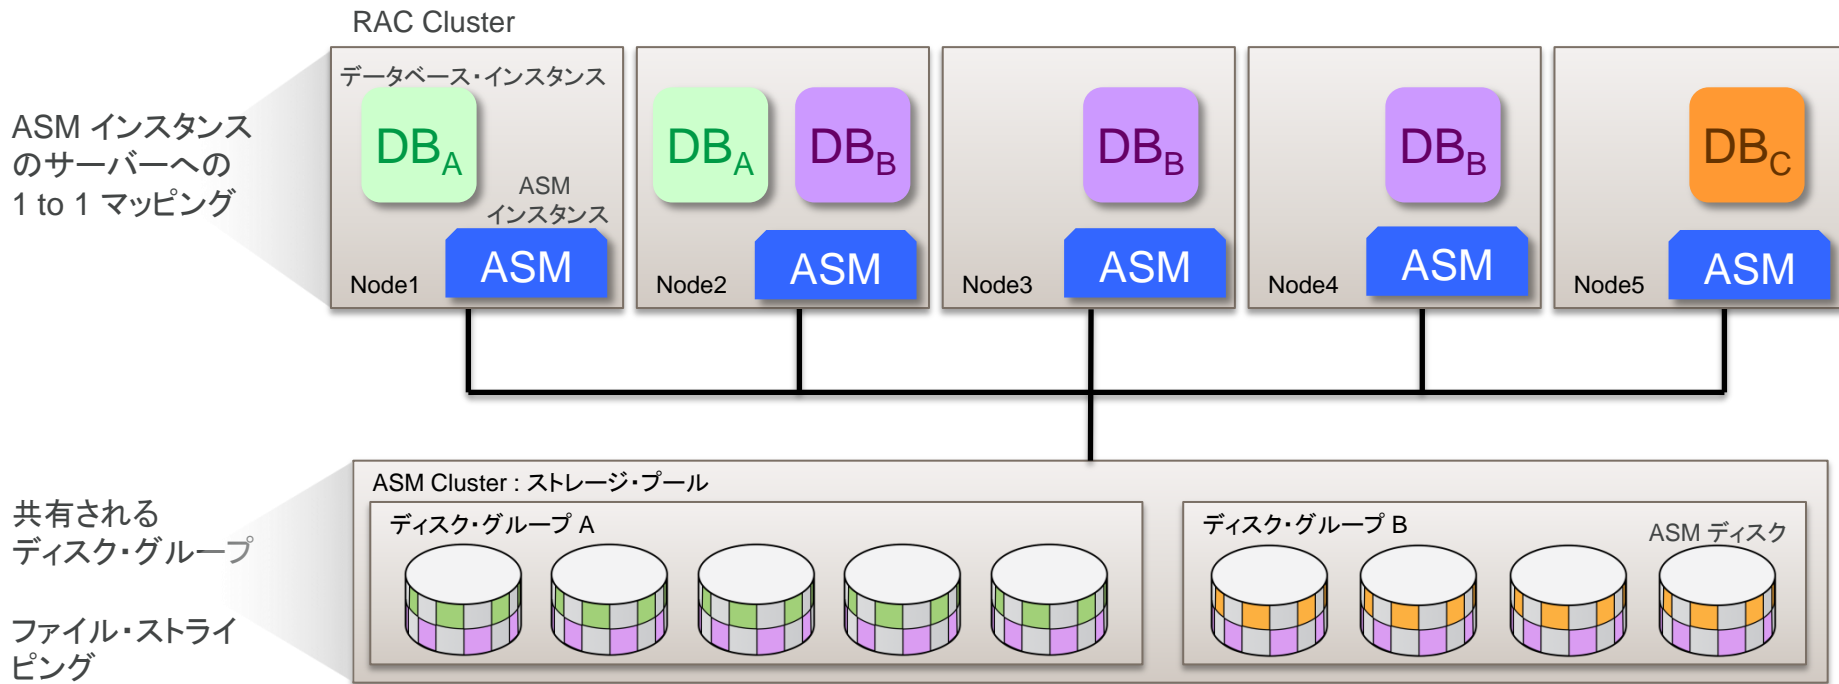 RAC Cluster
データベース・インスタンス
ASM インスタンス
のサーバーへの
1 to 1 マッピング
DBA
DBA
DBB
DBB
DBB
DBC
ASM
インスタンス
ASM
ASM
ASM
ASM
ASM
Node1
Node2
Node3
Node4
Node5
ASM Cluster : ストレージ・プール
共有される
ディスク・グループ
ディスク・グループ A
ディスク・グループ B
ASM ディスク
ファイル・ストライ
ピング